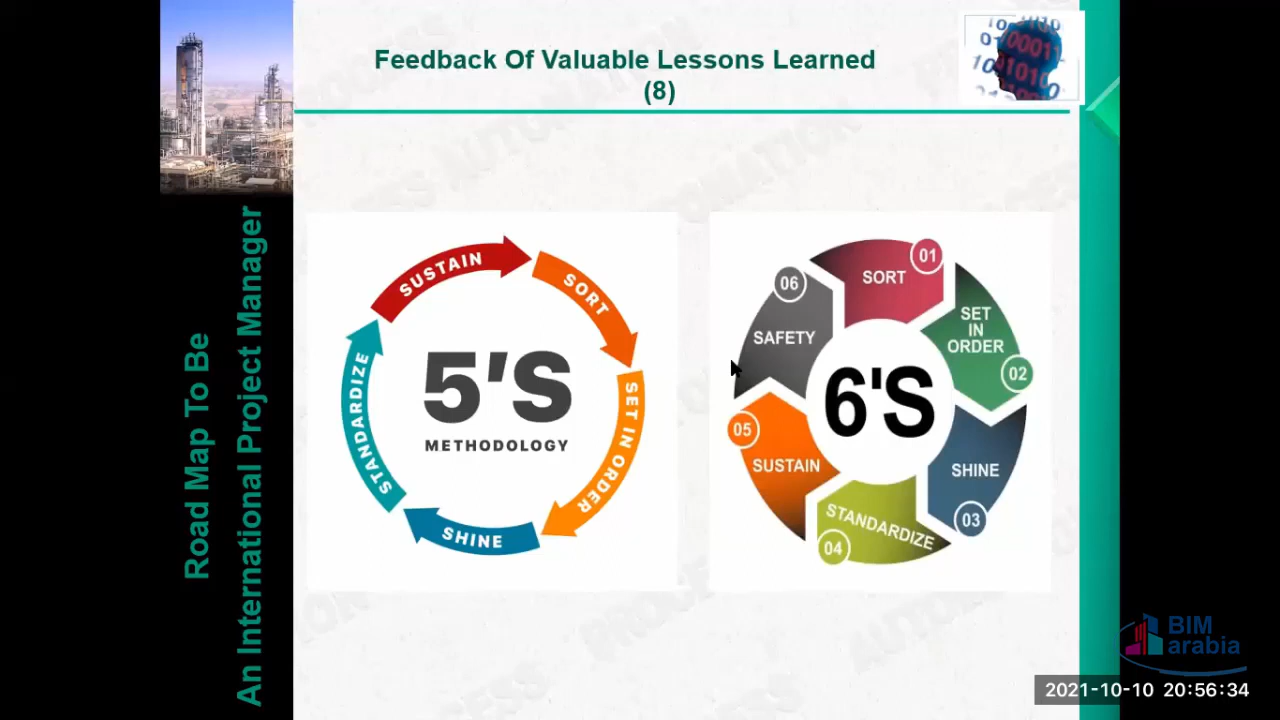 Feedback Of Valuable Lessons Learned
(8)
Road Map To Be
An International Project Manager
SUSTAIN
SORT
SET IN ORDER
SHINE
STANDARDIZE
5'S
METHODOLOGY
01
SORT
SET
IN
ORDER
02
SHINE
03
STANDARDIZE
04
05
SUSTAIN
06
SAFETY
6'S
BIM
arabia
2021-10-10 20:56:34